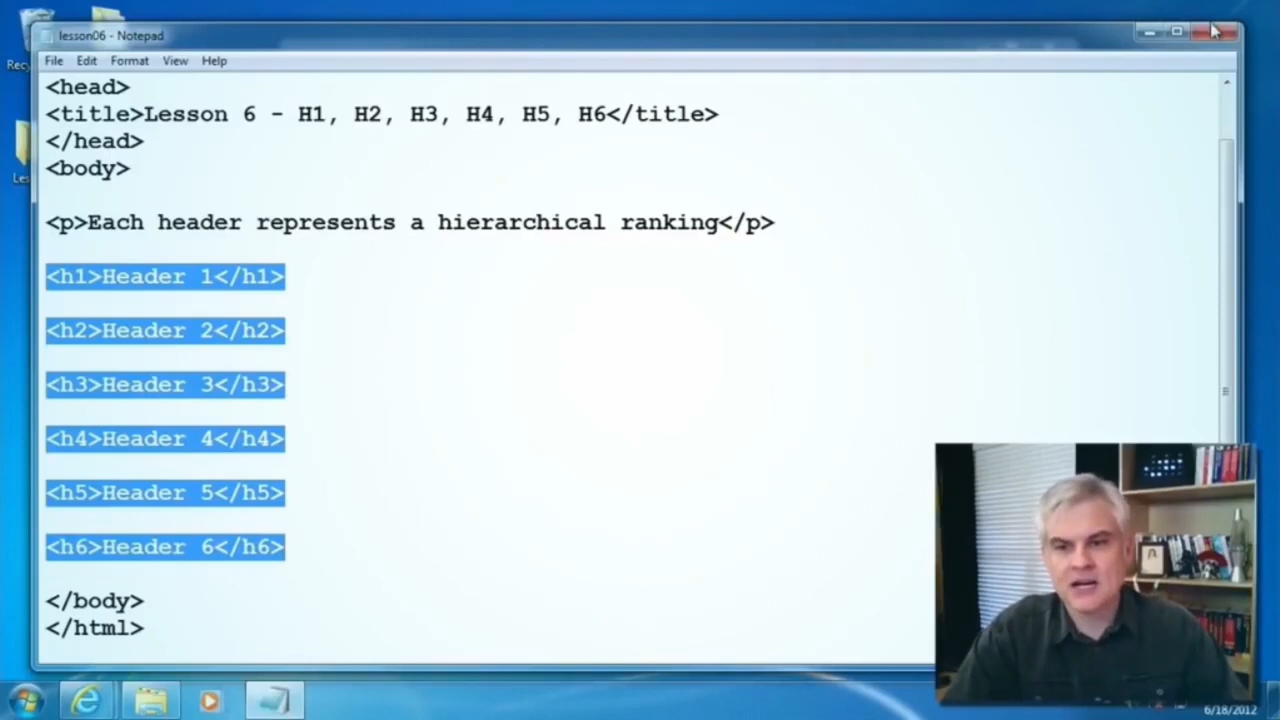 lesson06 - Notepad
Recy
File Edit Format View Help
<head>
<title>Lesson 6 - H1, H2, H3, H4, H5, H6</title>
</head>
<body>
Les
<p>Each header represents a hierarchical ranking</p>
<h1>Header 1</h1>
<h2>Header 2</h2>
<h3>Header 3</h3>
<h4>Header 4</h4>
<h5>Header 5</h5>
<h6>Header 6</h6>
</body>
</html>
6/18/2012